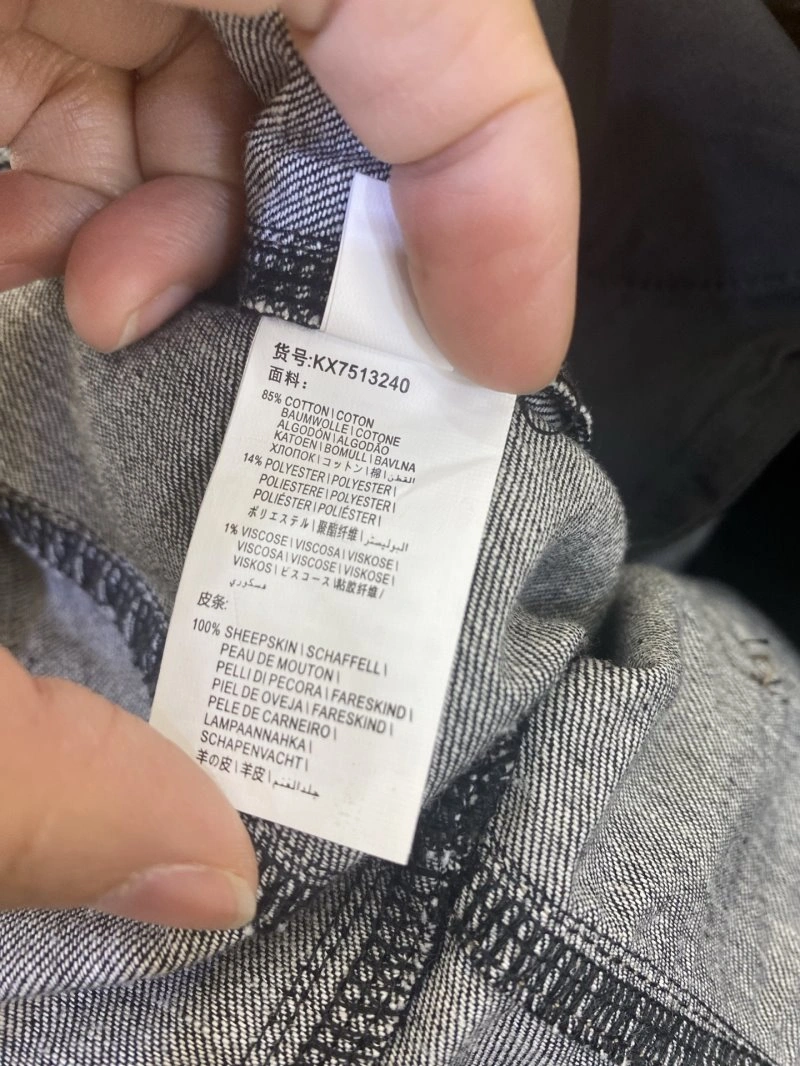 货号:KX7513240
面料：
85% COTTON\COTON
BAUMWOLLE\COTONE
ALGODÓN\ALGODÃO
KATOEN\BOMULL\BAVLNA
ХЛОПОК\コットン\棉\القطن
14% POLYESTER\POLYESTER\
POLIESTERE\POLYESTER\
POLIÉSTER\POLIÉSTER\
ポリエステル\聚酯纤维\البوليستر
1% VISCOSE\VISCOSA\VISKOSE\
VISCOSA\VISCOSE\VISKOSE\
VISKOS\ビスコース\粘胶纤维/
فسكوزي
皮条:
100% SHEEPSKIN\SCHAFFELL\
PEAU DE MOUTON\
PELLI DI PECORA\FARESKIND\
PIEL DE OVEJA\FARESKIND\
PELE DE CARNEIRO\
LAMPAANNAHKA\
SCHAPENVACHT\
羊の皮\羊皮\جلد الغنم